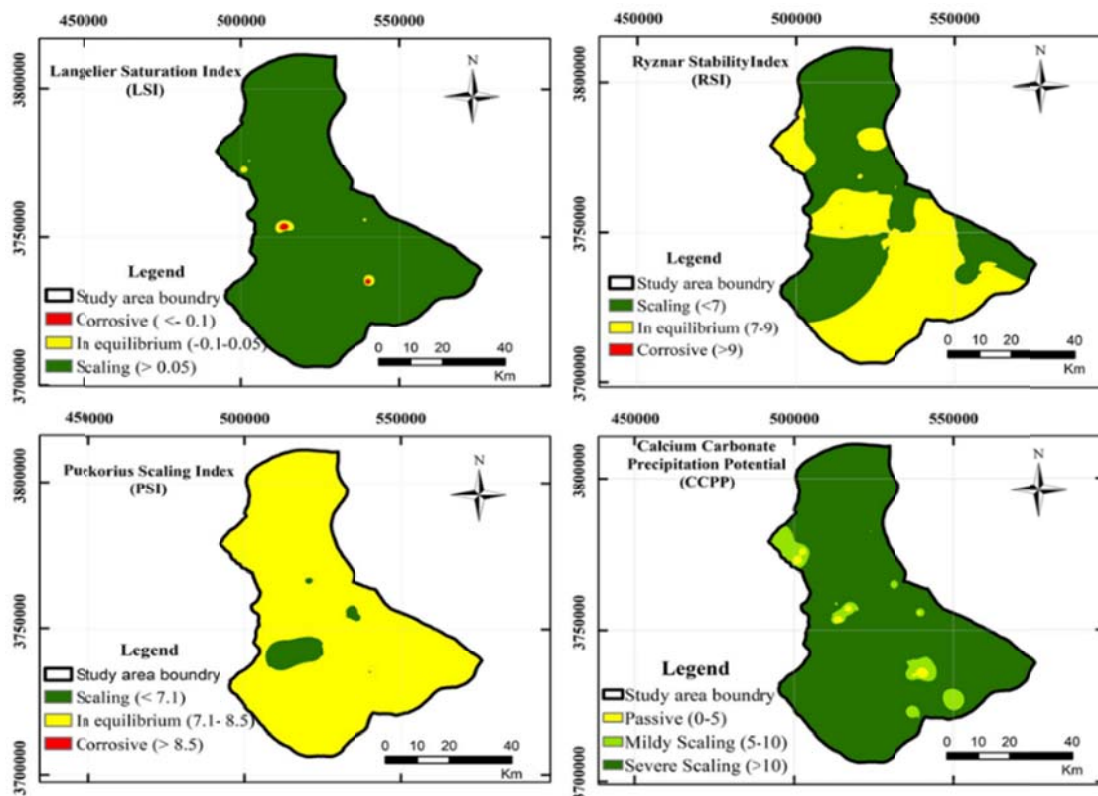 450000 500000 550000
Langelier Saturation Index
(LSI)
N
3800000
3750000
3700000
Legend
Study area boundry
Corrosive ( <- 0.1)
In equilibrium (-0.1-0.05)
Scaling (> 0.05)
0 10 20 40
Km
450000 500000 550000
Ryznar StabilityIndex
(RSI)
N
3800000
3750000
3700000
Legend
Study area boundry
Scaling (<7)
In equilibrium (7-9)
Corrosive (>9)
0 10 20 40
Km
450000 500000 550000
Puckorius Scaling Index
(PSI)
N
3800000
3750000
3700000
Legend
Study area boundry
Scaling (< 7.1)
In equilibrium (7.1- 8.5)
Corrosive (> 8.5)
0 10 20 40
Km
450000 500000 550000
Calcium Carbonate
Precipitation Potential
(CCPP)
N
3800000
3750000
3700000
Legend
Study area boundry
Passive (0-5)
Mildy Scaling (5-10)
Severe Scaling (>10)
0 10 20 40
Km